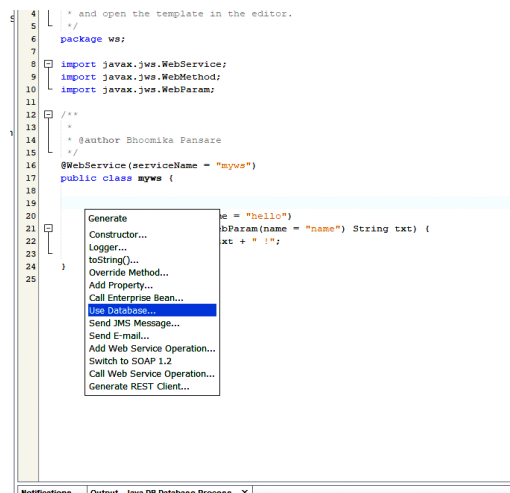 4 * and open the template in the editor.
5 */
6 package ws;
7
8 import javax.jws.WebService;
9 import javax.jws.WebMethod;
10 import javax.jws.WebParam;
11
12 /**
13 *
14 * @author Bhoomika Pansare
15 */
16 @WebService(serviceName = "myws")
17 public class myws {
18
19
20 me = "hello")
21 ebParam(name = "name") String txt) {
22 txt + " !";
23
24 }
25
Generate
Constructor...
Logger...
toString()...
Override Method...
Add Property...
Call Enterprise Bean...
Use Database...
Send JMS Message...
Send E-mail...
Add Web Service Operation...
Switch to SOAP 1.2
Call Web Service Operation...
Generate REST Client...
Notifications Output Java DB Database Process X